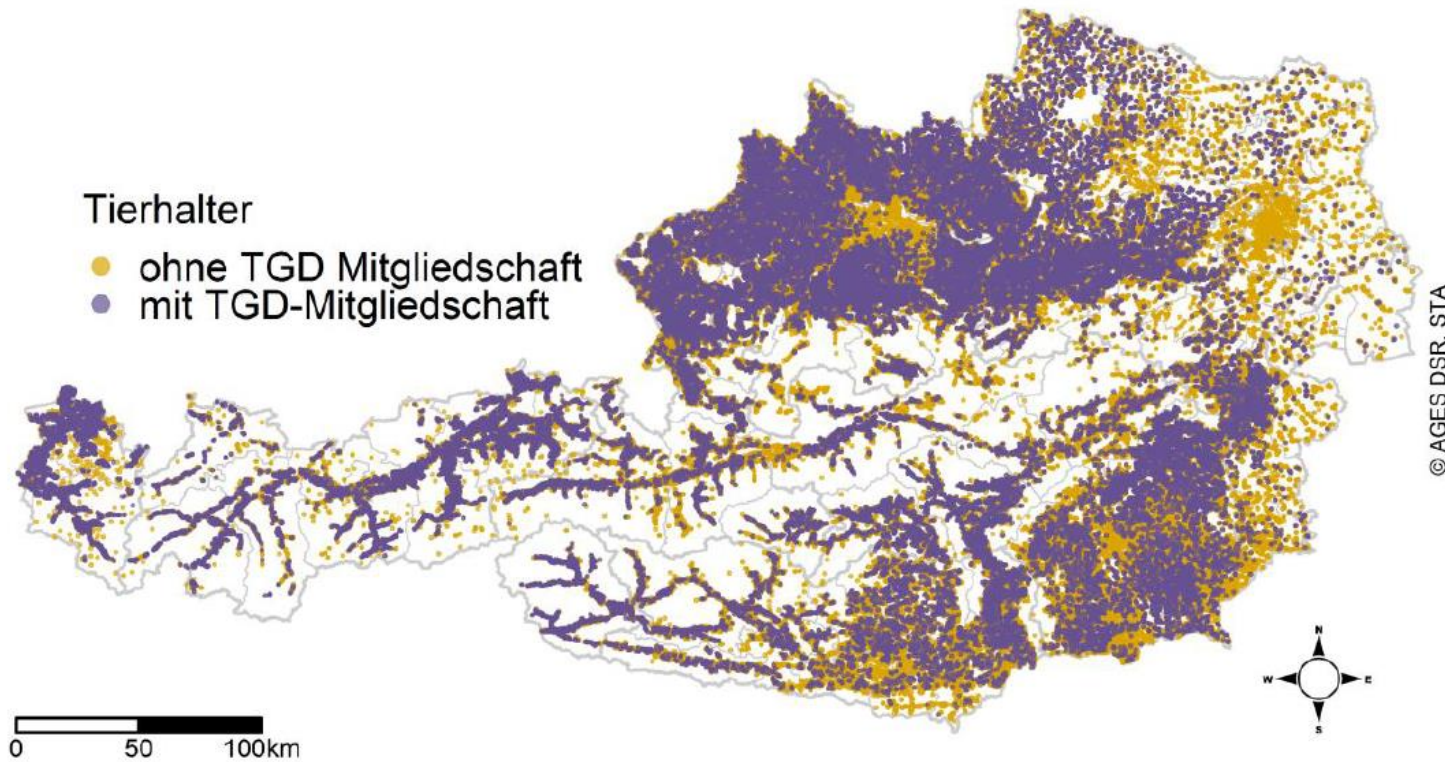 Tierhalter
ohne TGD Mitgliedschaft
mit TGD-Mitgliedschaft
© AGES DSR, STA
N
W
E
S
0
50
100km